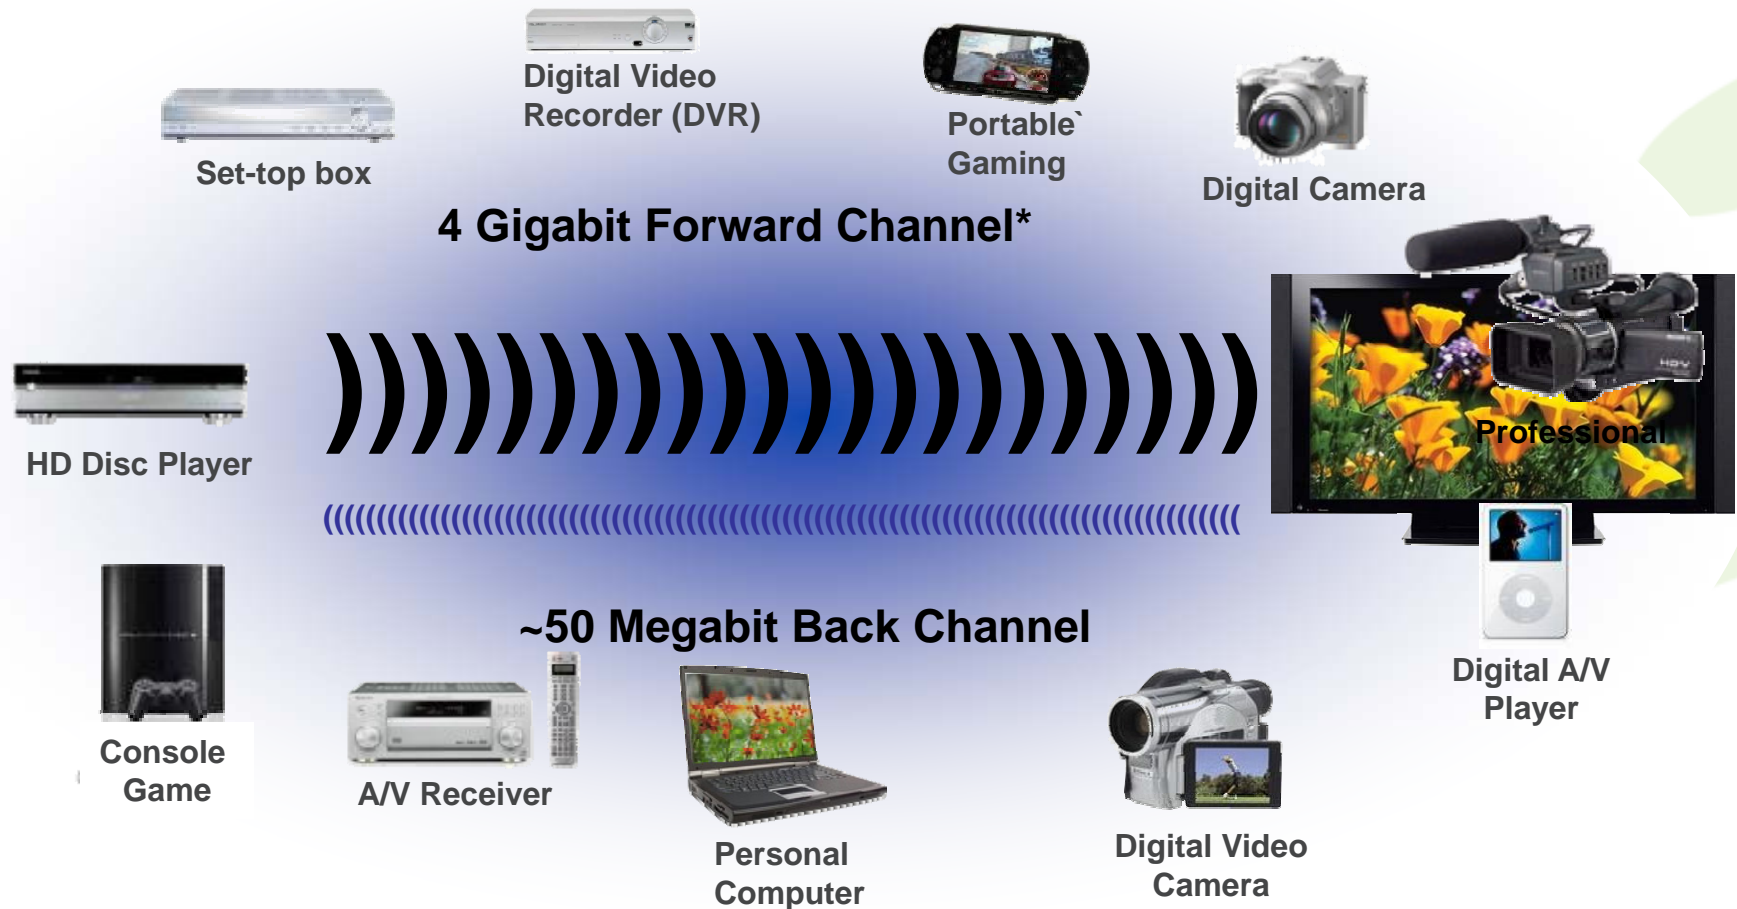 Digital Video
Recorder (DVR)
Portable`
Gaming
Set-top box
Digital Camera
4 Gigabit Forward Channel*
))))))))))))))))))))))
HD Disc Player
HDV
Professional
~50 Megabit Back Channel
Console
Game
A/V Receiver
Personal
Computer
Digital Video
Camera
Digital A/V
Player